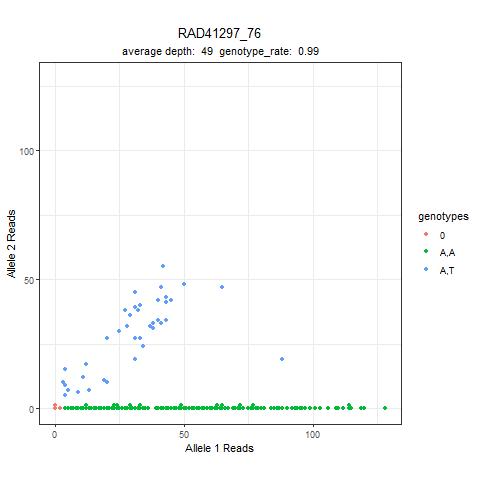 RAD41297_76
average depth:  49  genotype_rate:  0.99
Allele 2 Reads
100
50
0
0
50
100
Allele 1 Reads
genotypes
0
A,A
A,T